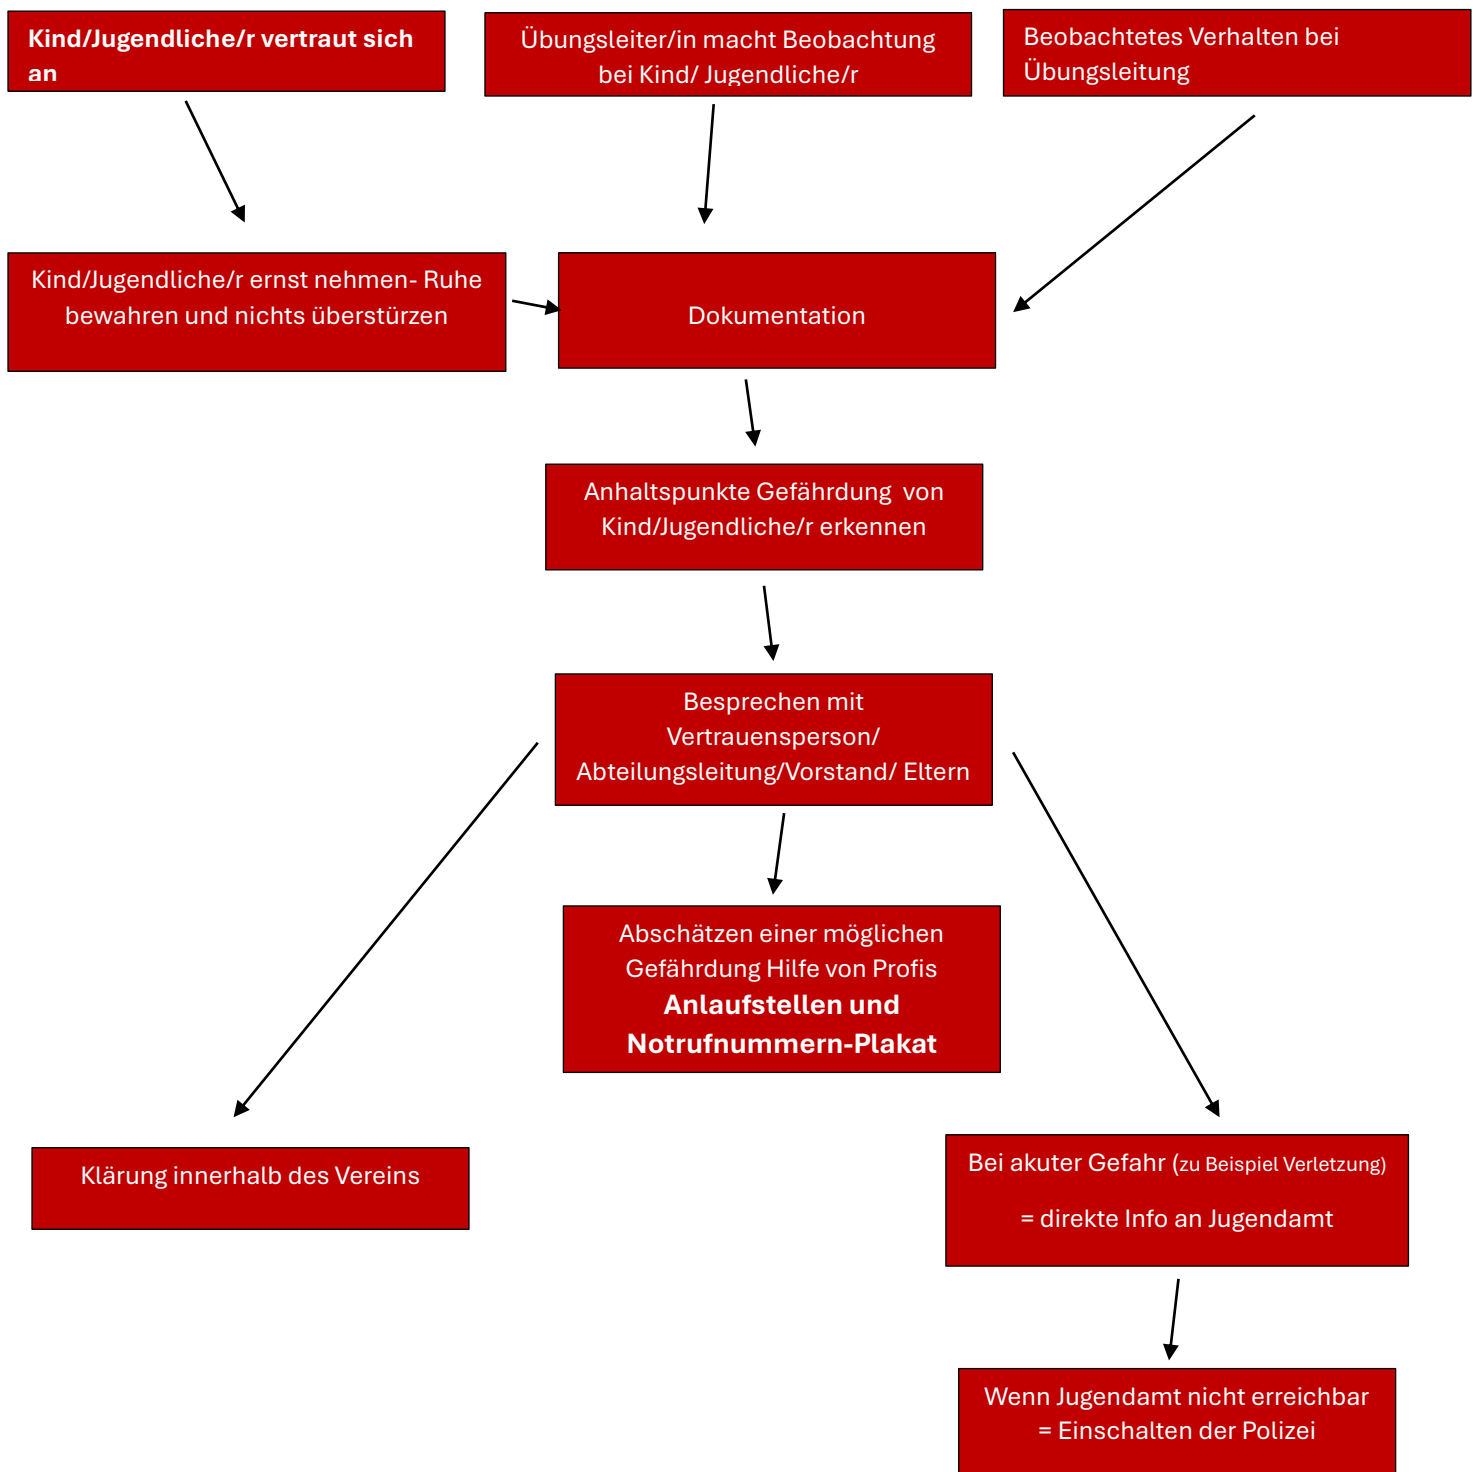 Kind/Jugendliche/r vertraut sich
an
Übungsleiter/in macht Beobachtung
bei Kind/ Jugendliche/r
Beobachtetes Verhalten bei
Übungsleitung
Kind/Jugendliche/r ernst nehmen- Ruhe
bewahren und nichts überstürzen
Dokumentation
Anhaltspunkte Gefährdung  von
Kind/Jugendliche/r erkennen
Besprechen mit
Vertrauensperson/
Abteilungsleitung/Vorstand/ Eltern
Abschätzen einer möglichen
Gefährdung Hilfe von Profis
Anlaufstellen und
Notrufnummern-Plakat
Klärung innerhalb des Vereins
Bei akuter Gefahr (zu Beispiel Verletzung)
= direkte Info an Jugendamt
Wenn Jugendamt nicht erreichbar
= Einschalten der Polizei